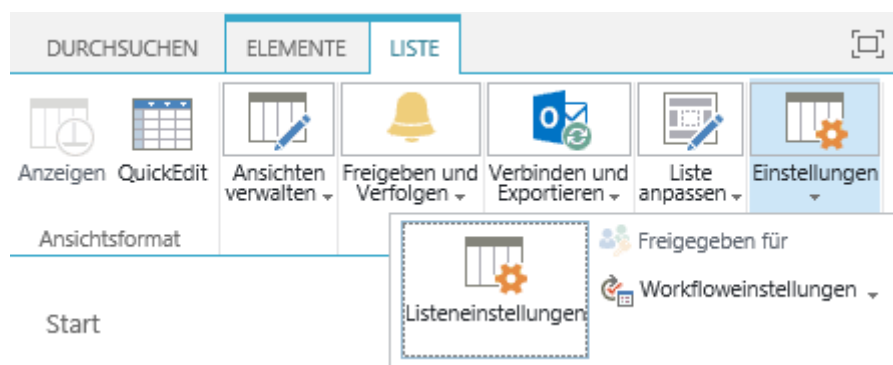 DURCHSUCHEN ELEMENTE LISTE
Anzeigen QuickEdit Ansichten verwalten Freigeben und Verfolgen Verbinden und Exportieren Liste anpassen Einstellungen
Ansichtsformat
Listeneinstellungen
Freigegeben für
Workfloweinstellungen
Start